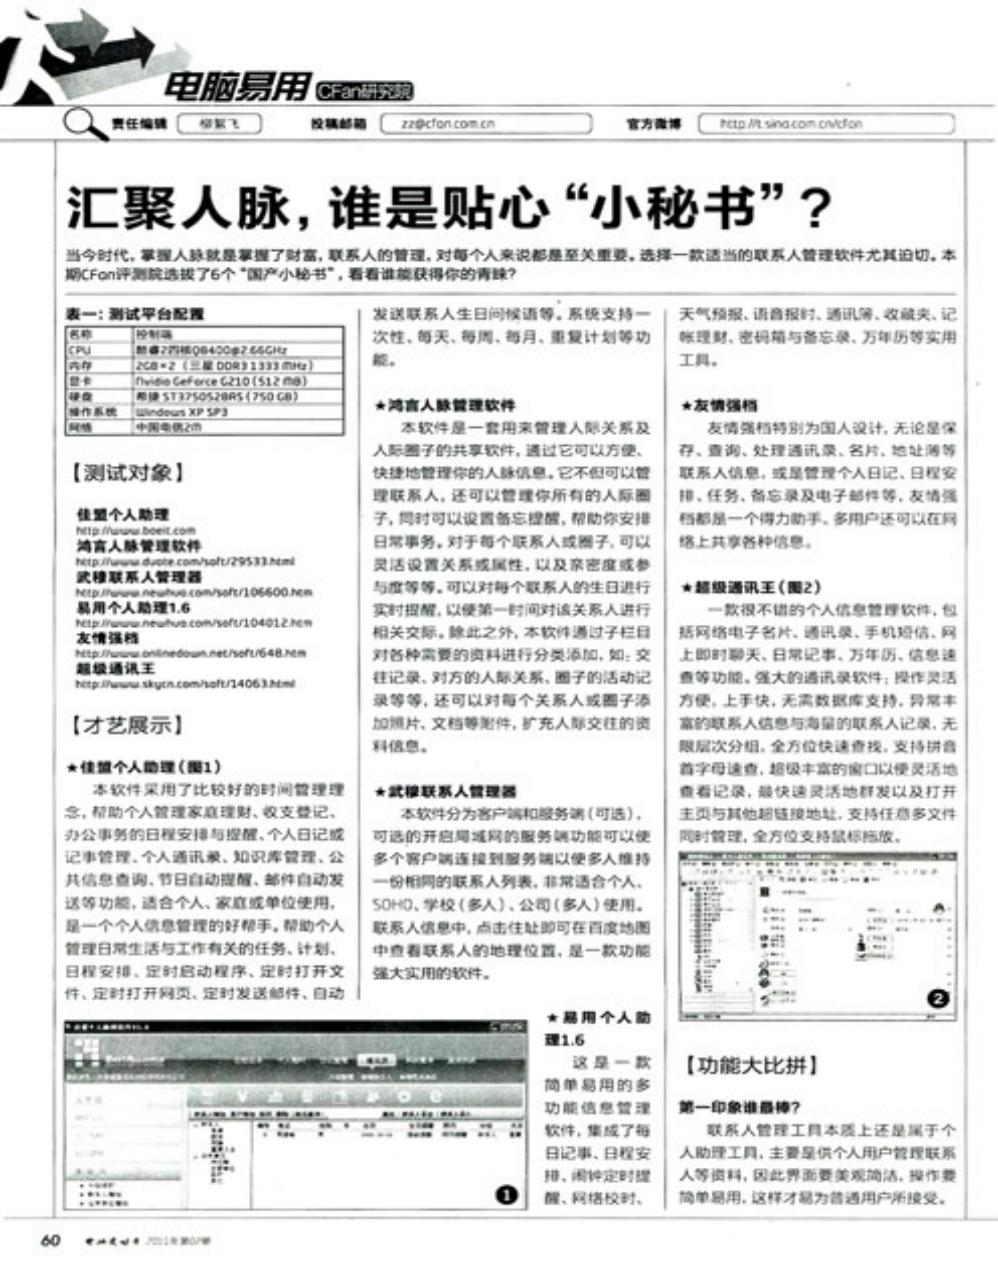 电脑易用 CFan研究院
责任编辑 柳絮飞 投稿邮箱 zz@cfan.com.cn 官方微博 http://t.sina.com.cn/cfan
汇聚人脉，谁是贴心“小秘书”？
当今时代，掌握人脉就是掌握了财富，联系人的管理，对每个人来说都是至关重要。选择一款适当的联系人管理软件尤其迫切。本
期CFan评测院选拔了6个“国产小秘书”，看看谁能获得你的青睐？
表一：测试平台配置
名称 控制端
CPU 酷睿2四核Q8400@2.66GHz
内存 2GB×2（三星 DDR3 1333 MHz）
显卡 Nvidia GeForce G210（512 MB）
硬盘 希捷 ST3750528AS（750 GB）
操作系统 Windows XP SP3
网络 中国电信2M
【测试对象】
佳盟个人助理
http://www.baeit.com
鸿言人脉管理软件
http://www.duote.com/soft/29533.html
武穆联系人管理器
http://www.newhua.com/soft/106600.htm
易用个人助理1.6
http://www.newhua.com/soft/104012.htm
友情强档
http://www.onlinedown.net/soft/648.htm
超级通讯王
http://www.skycn.com/soft/14063.html
【才艺展示】
★佳盟个人助理（图1）
本软件采用了比较好的时间管理理
念，帮助个人管理家庭理财、收支登记、
办公事务的日程安排与提醒、个人日记或
记事管理、个人通讯录、知识库管理、公
共信息查询、节日自动提醒、邮件自动发
送等功能，适合个人、家庭或单位使用，
是一个个人信息管理的好帮手。帮助个人
管理日常生活与工作有关的任务、计划、
日程安排、定时启动程序、定时打开文
件、定时打开网页、定时发送邮件、自动
发送联系人生日问候语等。系统支持一
次性、每天、每周、每月、重复计划等功
能。
★鸿言人脉管理软件
本软件是一套用来管理人际关系及
人际圈子的共享软件，通过它可以方便、
快捷地管理你的人脉信息。它不但可以管
理联系人，还可以管理你所有的人际圈
子，同时可以设置备忘提醒，帮助你安排
日常事务。对于每个联系人或圈子，可以
灵活设置关系或属性，以及亲密度或参
与度等等。可以对每个联系人的生日进行
实时提醒，以便第一时间对该关系人进行
相关交际。除此之外，本软件通过子栏目
对各种需要的资料进行分类添加，如：交
往记录、对方的人际关系、圈子的活动记
录等等，还可以对每个关系人或圈子添
加照片、文档等附件，扩充人际交往的资
料信息。
★武穆联系人管理器
本软件分为客户端和服务端（可选），
可选的开启局域网的服务端功能可以使
多个客户端连接到服务端以便多人维持
一份相同的联系人列表，非常适合个人、
SOHO、学校（多人）、公司（多人）使用。
联系人信息中，点击住址即可在百度地图
中查看联系人的地理位置，是一款功能
强大实用的软件。
★易用个人助
理1.6
这是一款
简单易用的多
功能信息管理
软件，集成了每
日记事、日程安
排、闹钟定时提
醒、网络校时、
天气预报、语音报时、通讯簿、收藏夹、记
帐理财、密码箱与备忘录、万年历等实用
工具。
★友情强档
友情强档特别为国人设计，无论是保
存、查询、处理通讯录、名片、地址簿等
联系人信息，或是管理个人日记、日程安
排、任务、备忘录及电子邮件等，友情强
档都是一个得力助手。多用户还可以在网
络上共享各种信息。
★超级通讯王（图2）
一款很不错的个人信息管理软件，包
括网络电子名片、通讯录、手机短信、网
上即时聊天、日常记事、万年历、信息速
查等功能。强大的通讯录软件；操作灵活
方便，上手快，无需数据库支持，异常丰
富的联系人信息与海量的联系人记录，无
限层次分组，全方位快速查找，支持拼音
首字母速查，超级丰富的窗口以便灵活地
查看记录，最快速灵活地群发以及打开
主页与其他超链接地址，支持任意多文件
同时管理，全方位支持鼠标拖放。
1
2
【功能大比拼】
第一印象谁最棒？
联系人管理工具本质上还是属于个
人助理工具，主要是供个人用户管理联系
人等资料，因此界面要美观简洁，操作要
简单易用，这样才易为普通用户所接受。
60 电脑爱好者 2011年第07期